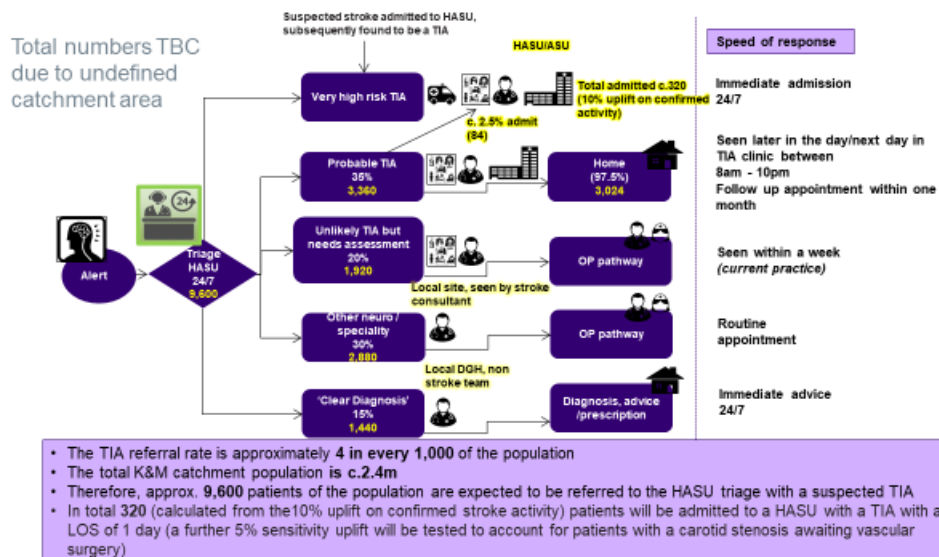 Suspected stroke admitted to HASU,
subsequently found to be a TIA
Total numbers TBC
due to undefined
catchment area
HASU/ASU
Speed of response
Very high risk TIA
Total admitted c.320
(10% uplift on confirmed
activity)
Immediate admission
24/7
c. 2.5% admit
(84)
Probable TIA
35%
3,360
Home
(97.5%)
3,024
Seen later in the day/next day in
TIA clinic between
8am - 10pm
Follow up appointment within one
month
24
Alert
Triage
HASU
24/7
9,600
Unlikely TIA but
needs assessment
20%
1,920
OP pathway
Seen within a week
(current practice)
Local site, seen by stroke
consultant
Other neuro /
speciality
30%
2,880
OP pathway
Routine
appointment
Local DGH, non
stroke team
'Clear Diagnosis'
15%
1,440
Diagnosis, advice
/prescription
Immediate advice
24/7
• The TIA referral rate is approximately 4 in every 1,000 of the population
• The total K&M catchment population is c.2.4m
• Therefore, approx. 9,600 patients of the population are expected to be referred to the HASU triage with a suspected TIA
• In total 320 (calculated from the10% uplift on confirmed stroke activity) patients will be admitted to a HASU with a TIA with a
LOS of 1 day (a further 5% sensitivity uplift will be tested to account for patients with a carotid stenosis awaiting vascular
surgery)